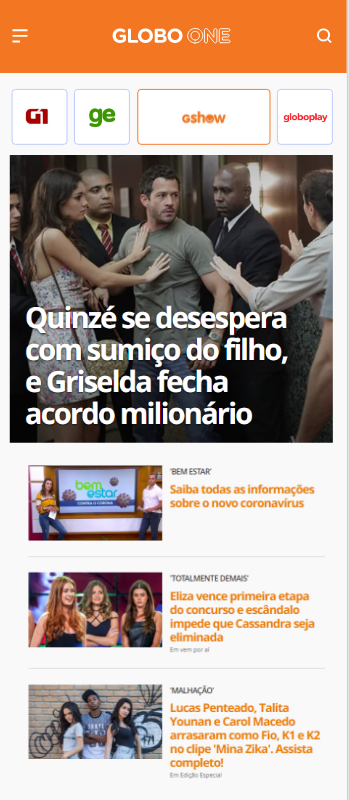 GLOBO ONE
G1
ge
gshow
globoplay
Quinzé se desespera
com sumiço do filho,
e Griselda fecha
acordo milionário
bem
estar
CONTRA O CORONA
'BEM ESTAR'
Saiba todas as informações
sobre o novo coronavírus
'TOTALMENTE DEMAIS'
Eliza vence primeira etapa
do concurso e escândalo
impede que Cassandra seja
eliminada
Em vem por aí
'MALHAÇÃO'
Lucas Penteado, Talita
Younan e Carol Macedo
arrasaram como Fio, K1 e K2
no clipe 'Mina Zika'. Assista
completo!
Em Edição Especial